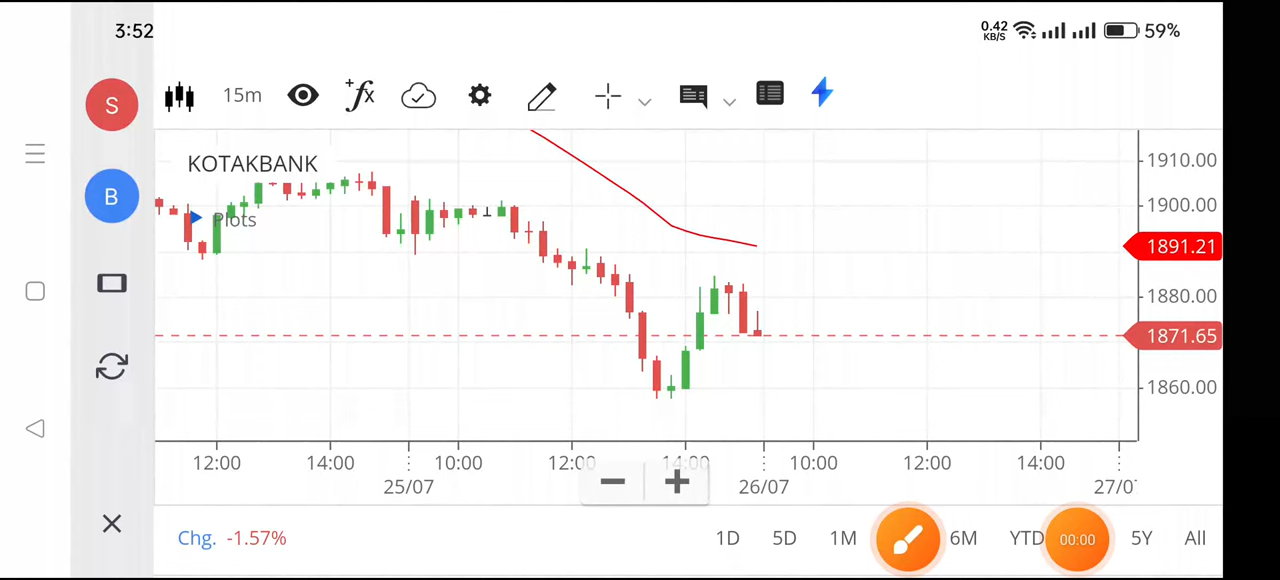 3:52
0.42 KB/S
59%
S
15m
fx
B
KOTAKBANK
Plots
1910.00
1900.00
1891.21
1880.00
1871.65
1860.00
12:00 14:00 10:00 12:00 14:00 10:00 12:00 14:00
25/07 26/07 27/0
Chg. -1.57% 1D 5D 1M 6M YTD 00:00 5Y All